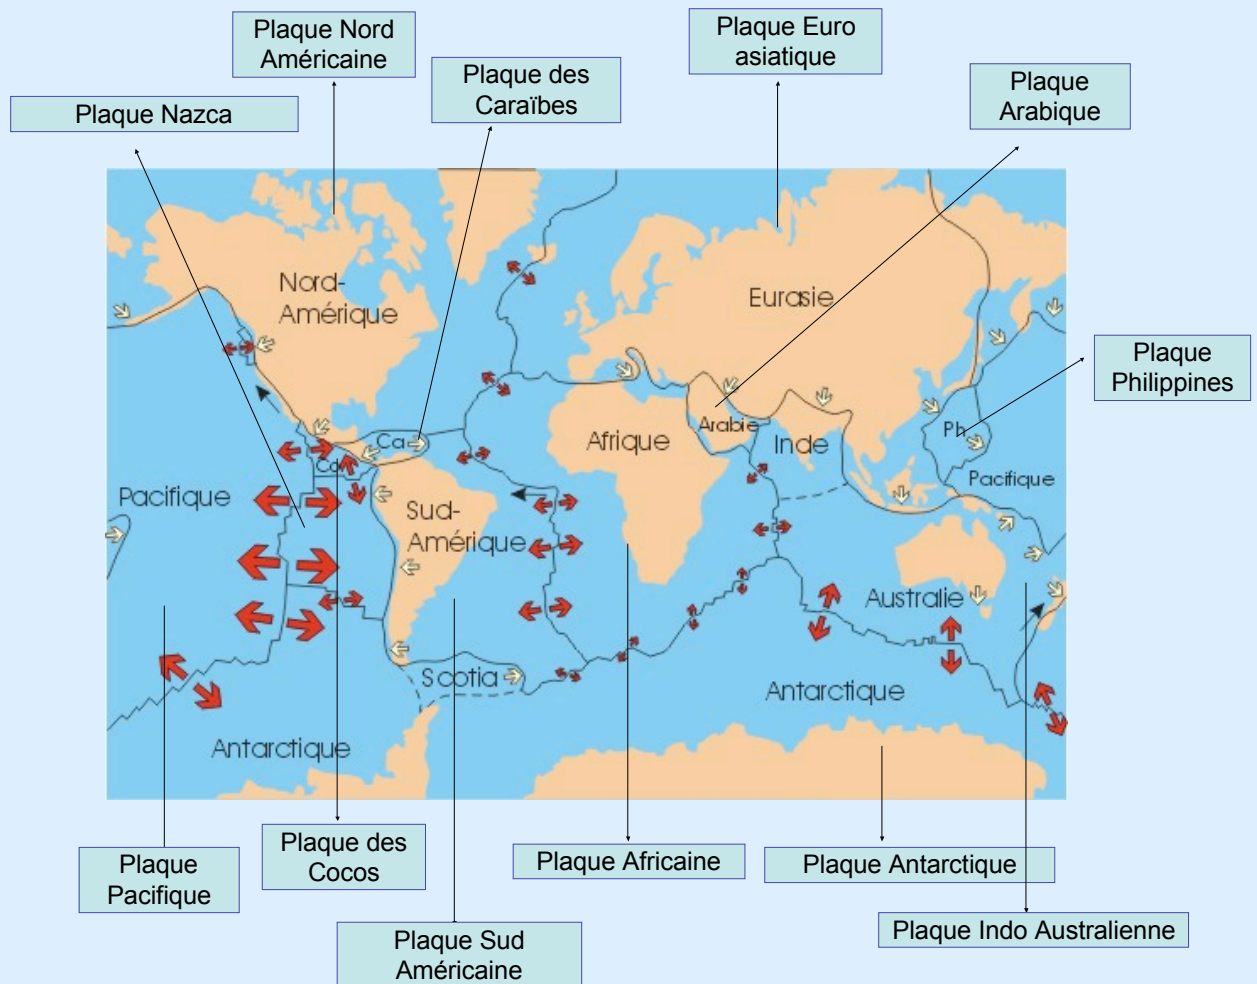 Plaque Nord
Américaine
Plaque Euro
asiatique
Plaque des
Caraïbes
Plaque
Arabique
Plaque Nazca
Nord-
Amérique
Eurasie
Plaque
Philippines
Ca
Arabie
Afrique
Inde
Ph
Co
Pacifique
Pacifique
Sud-
Amérique
Australie
Scotia
Antarctique
Antarctique
Plaque
Pacifique
Plaque des
Cocos
Plaque Africaine
Plaque Antarctique
Plaque Sud
Américaine
Plaque Indo Australienne